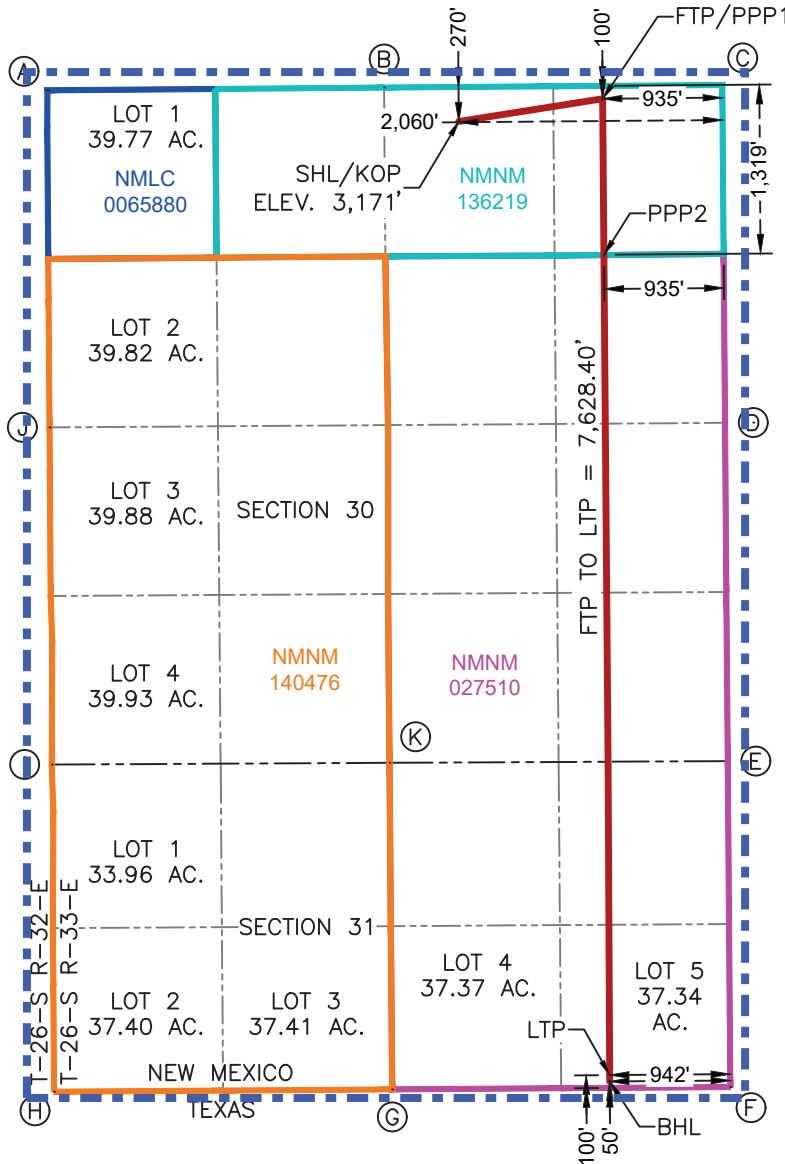 FTP/PPP1
270'
100'
A
B
C
LOT 1
39.77 AC.
935'
2,060'
1,319'
NMLC
0065880
SHL/KOP
ELEV. 3,171'
NMNM
136219
PPP2
935'
LOT 2
39.82 AC.
FTP TO LTP = 7,628.40'
J
D
LOT 3
39.88 AC.
SECTION 30
NMNM
140476
NMNM
027510
LOT 4
39.93 AC.
K
E
LOT 1
33.96 AC.
T-26-S R-32-E
T-26-S R-33-E
SECTION 31
LOT 4
37.37 AC.
LOT 5
37.34
AC.
LOT 2
37.40 AC.
LOT 3
37.41 AC.
LTP
NEW MEXICO
942'
H
TEXAS
G
F
BHL
100'
50'